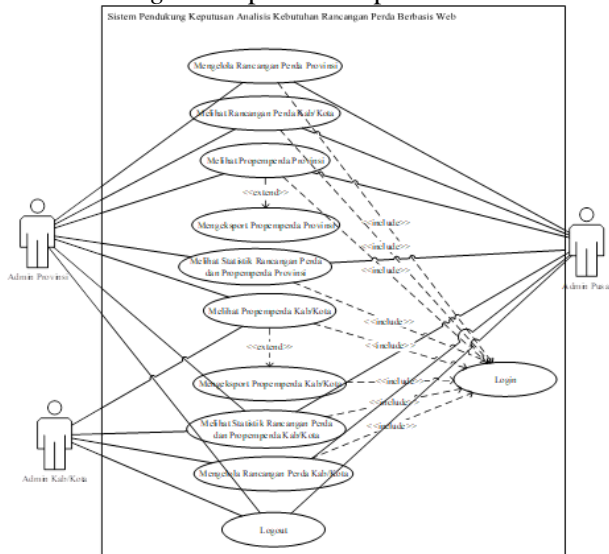 Sistem Pendukung Keputusan Analisis Kebutuhan Rancangan Perda Berbasis Web
Mengelola Rancangan Perda Provinsi
Melihat Rancangan Perda Kab/Kota
Melihat Propemperda Provinsi
<<extend>>
Mengeksport Propemperda Provinsi
<<include>>
<<include>>
<<include>>
Admin Provinsi
Admin Pusa
Melihat Statistik Rancangan Perda
dan Propemperda Provinsi
Melihat Propemperda Kab/Kota
<<include>>
<<extend>>
<<include>>
Mengeksport Propemperda Kab/Kota
<<include>>
Login
<<include>>
Melihat Statistik Rancangan Perda
dan Propemperda Kab/Kota
<<include>>
Mengelola Rancangan Perda Kab/Kota
Admin Kab/Kota
Logout